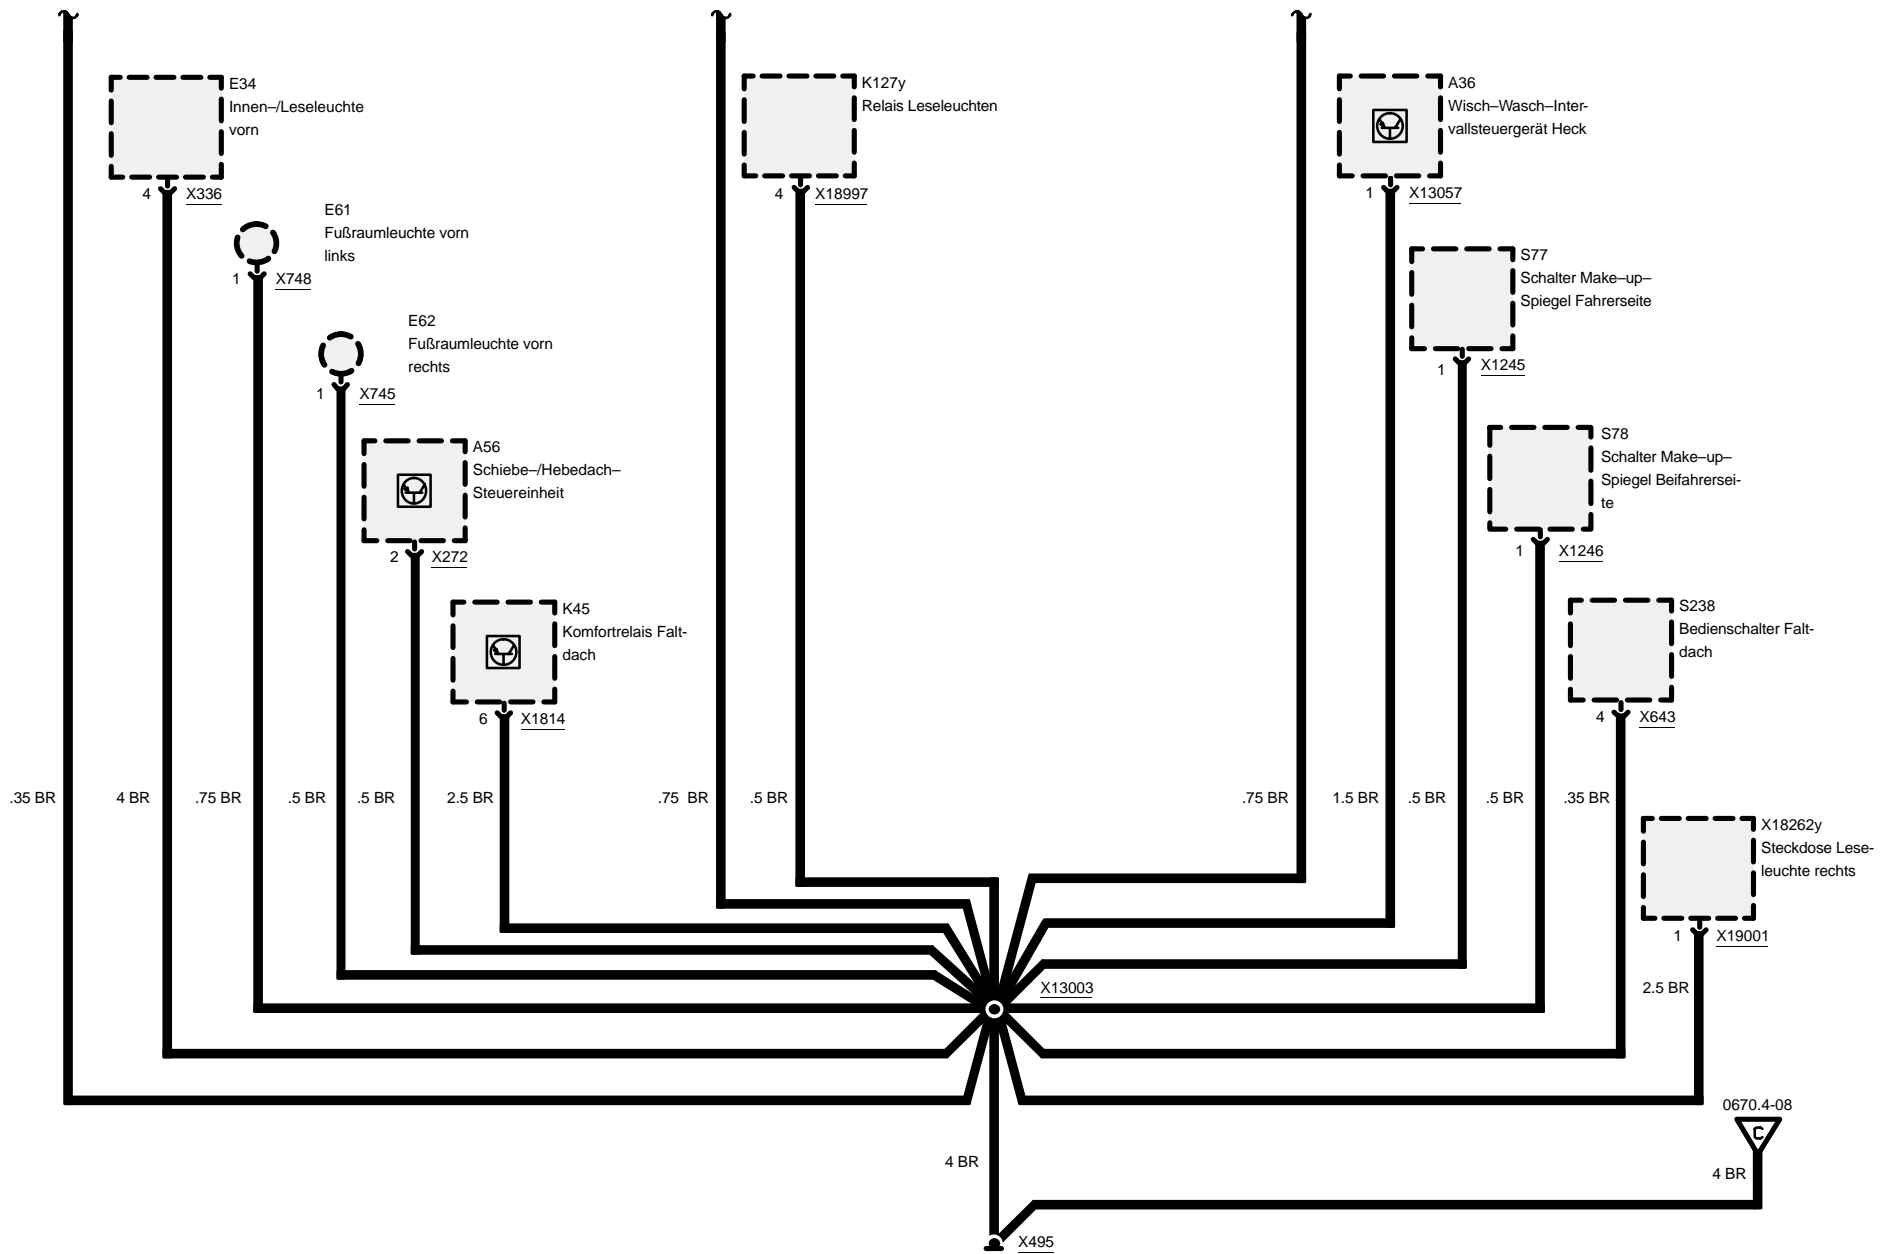 E34
Innen–/Leseleuchte
vorn
4 X336
E61
Fußraumleuchte vorn
links
1 X748
E62
Fußraumleuchte vorn
rechts
1 X745
A56
Schiebe–/Hebedach–
Steuereinheit
2 X272
K45
Komfortrelais Falt-
dach
6 X1814
K127y
Relais Leseleuchten
4 X18997
A36
Wisch–Wasch–Inter-
vallsteuergerät Heck
1 X13057
S77
Schalter Make–up–
Spiegel Fahrerseite
1 X1245
S78
Schalter Make–up–
Spiegel Beifahrersei-
te
1 X1246
S238
Bedienschalter Falt-
dach
4 X643
.35 BR 4 BR .75 BR .5 BR .5 BR 2.5 BR .75 BR .5 BR .75 BR 1.5 BR .5 BR .5 BR .35 BR
X18262y
Steckdose Lese-
leuchte rechts
1 X19001
2.5 BR
X13003
0670.4-08
C
4 BR
4 BR
X495